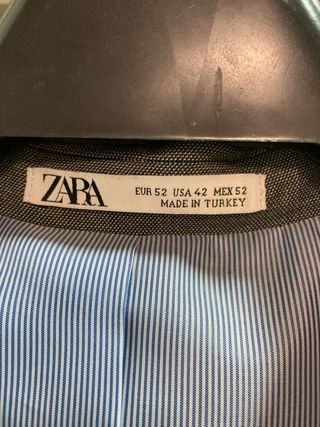 ZARA
EUR 52 USA 42 MEX 52
MADE IN TURKEY